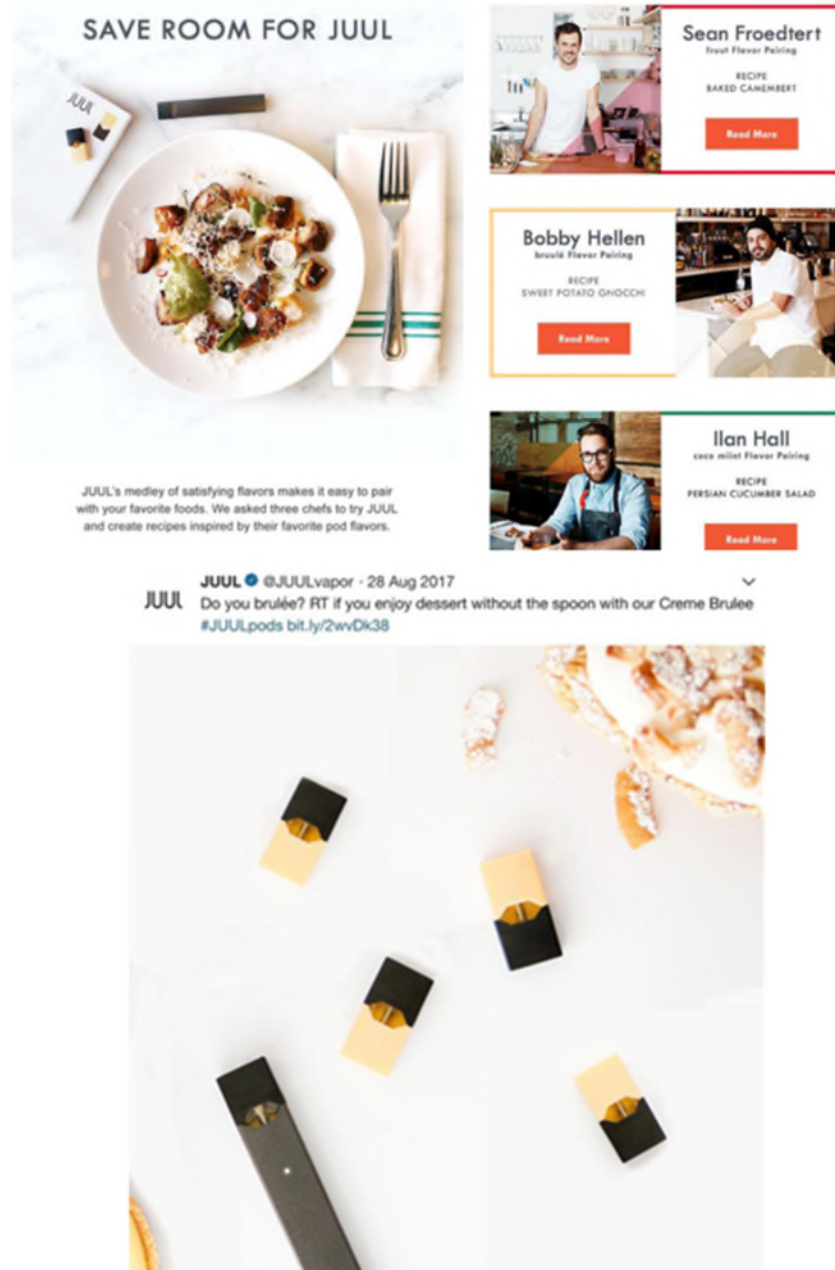 SAVE ROOM FOR JUUL
JUUL
JUUL's medley of satisfying flavors makes it easy to pair
with your favorite foods. We asked three chefs to try JUUL
and create recipes inspired by their favorite pod flavors.
Sean Froedtert
fruut Flavor Pairing
RECIPE
BAKED CAMEMBERT
Read More
Bobby Hellen
bruulé Flavor Pairing
RECIPE
SWEET POTATO GNOCCHI
Read More
Ilan Hall
coco miint Flavor Pairing
RECIPE
PERSIAN CUCUMBER SALAD
Read More
JUUL
JUUL @JUULvapor · 28 Aug 2017
Do you brulée? RT if you enjoy dessert without the spoon with our Creme Brulee
#JUULpods bit.ly/2wvDk38